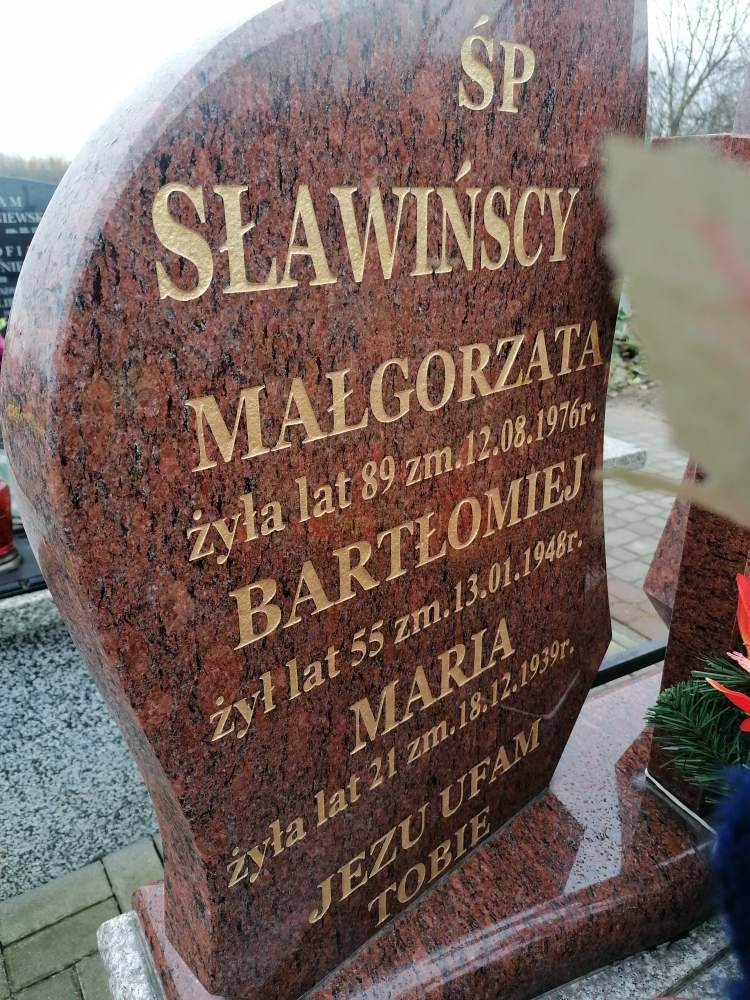 ŚP
SŁAWIŃSCY
MAŁGORZATA
żyła lat 89 zm.12.08.1976r.
BARTŁOMIEJ
żył lat 55 zm.13.01.1948r.
MARIA
żyła lat 21 zm.18.12.1939r.
JEZU UFAM
TOBIE